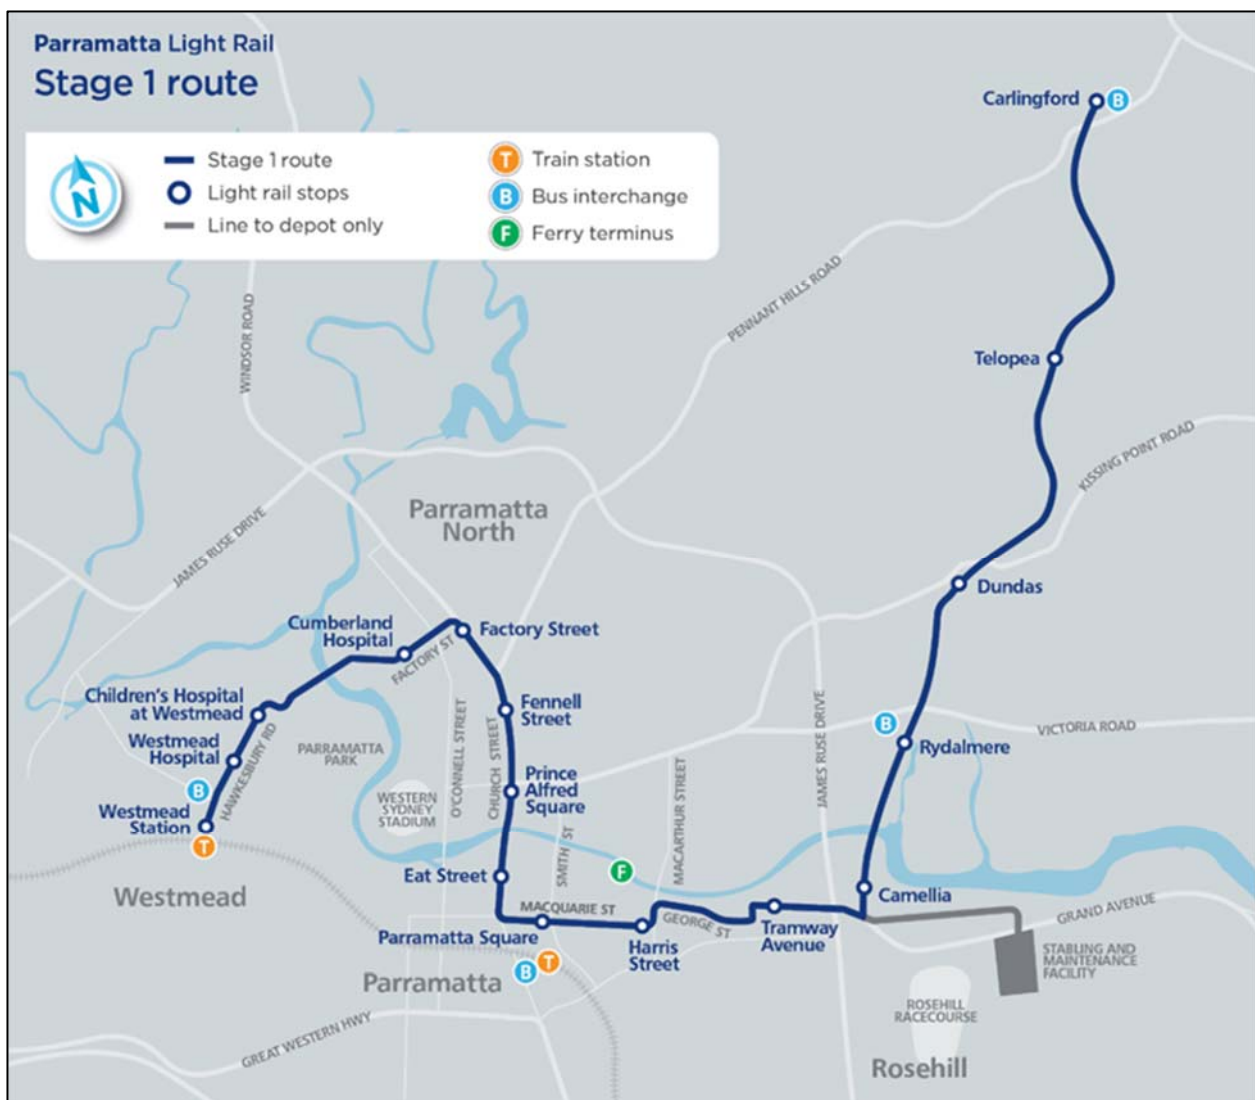 Parramatta Light Rail
Stage 1 route
N
Stage 1 route
Light rail stops
Line to depot only
T Train station
B Bus interchange
F Ferry terminus
Carlingford
B
WINDSOR ROAD
PENNANT HILLS ROAD
Telopea
KISSING POINT ROAD
JAMES RUSE DRIVE
Parramatta
North
Dundas
Cumberland
Hospital
Factory Street
FACTORY ST
Children's Hospital
at Westmead
Fennell
Street
Westmead
Hospital
HAWKESBURY RD
PARRAMATTA
PARK
O'CONNELL STREET
CHURCH STREET
B
Rydalmere
VICTORIA ROAD
JAMES RUSE DRIVE
B
Westmead
Station
T
WESTERN
SYDNEY
STADIUM
Prince
Alfred
Square
SMITH ST
MACARTHUR STREET
F
Westmead
Eat Street
MACQUARIE ST
Parramatta Square
Harris
Street
GEORGE ST
Tramway
Avenue
Camellia
GRAND AVENUE
STABLING AND
MAINTENANCE
FACILITY
B
T
Parramatta
ROSEHILL
RACECOURSE
GREAT WESTERN HWY
Rosehill